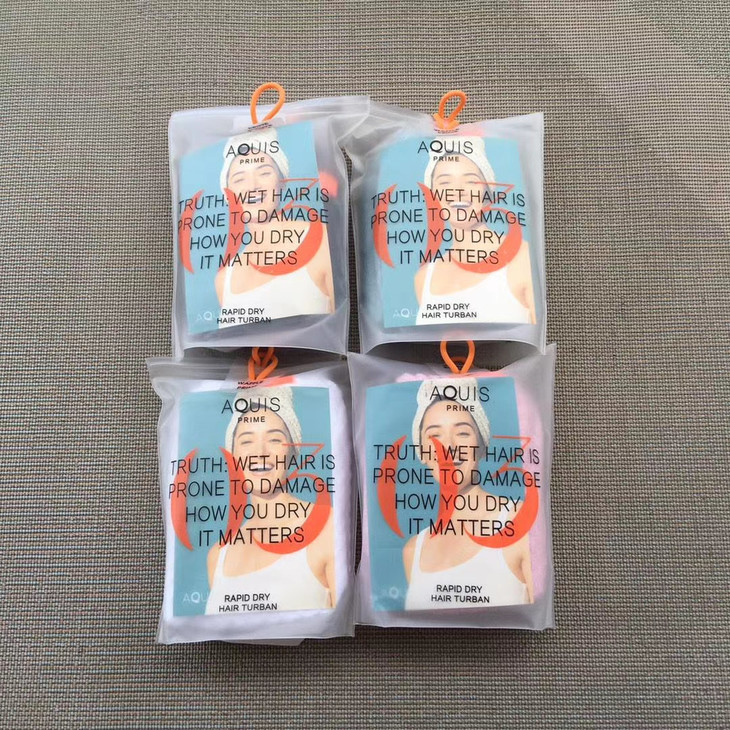 AQUIS
PRIME
TRUTH: WET HAIR IS
PRONE TO DAMAGE
HOW YOU DRY
IT MATTERS
RAPID DRY
HAIR TURBAN
AQUIS
PRIME
TRUTH: WET HAIR IS
PRONE TO DAMAGE
HOW YOU DRY
IT MATTERS
AQU
RAPID DRY
HAIR TURBAN
AQUIS
PRIME
TRUTH: WET HAIR IS
PRONE TO DAMAGE
HOW YOU DRY
IT MATTERS
AQU
RAPID DRY
HAIR TURBAN
AQUIS
PRIME
TRUTH: WET HAIR IS
PRONE TO DAMAGE
HOW YOU DRY
IT MATTERS
AQU
RAPID DRY
HAIR TURBAN